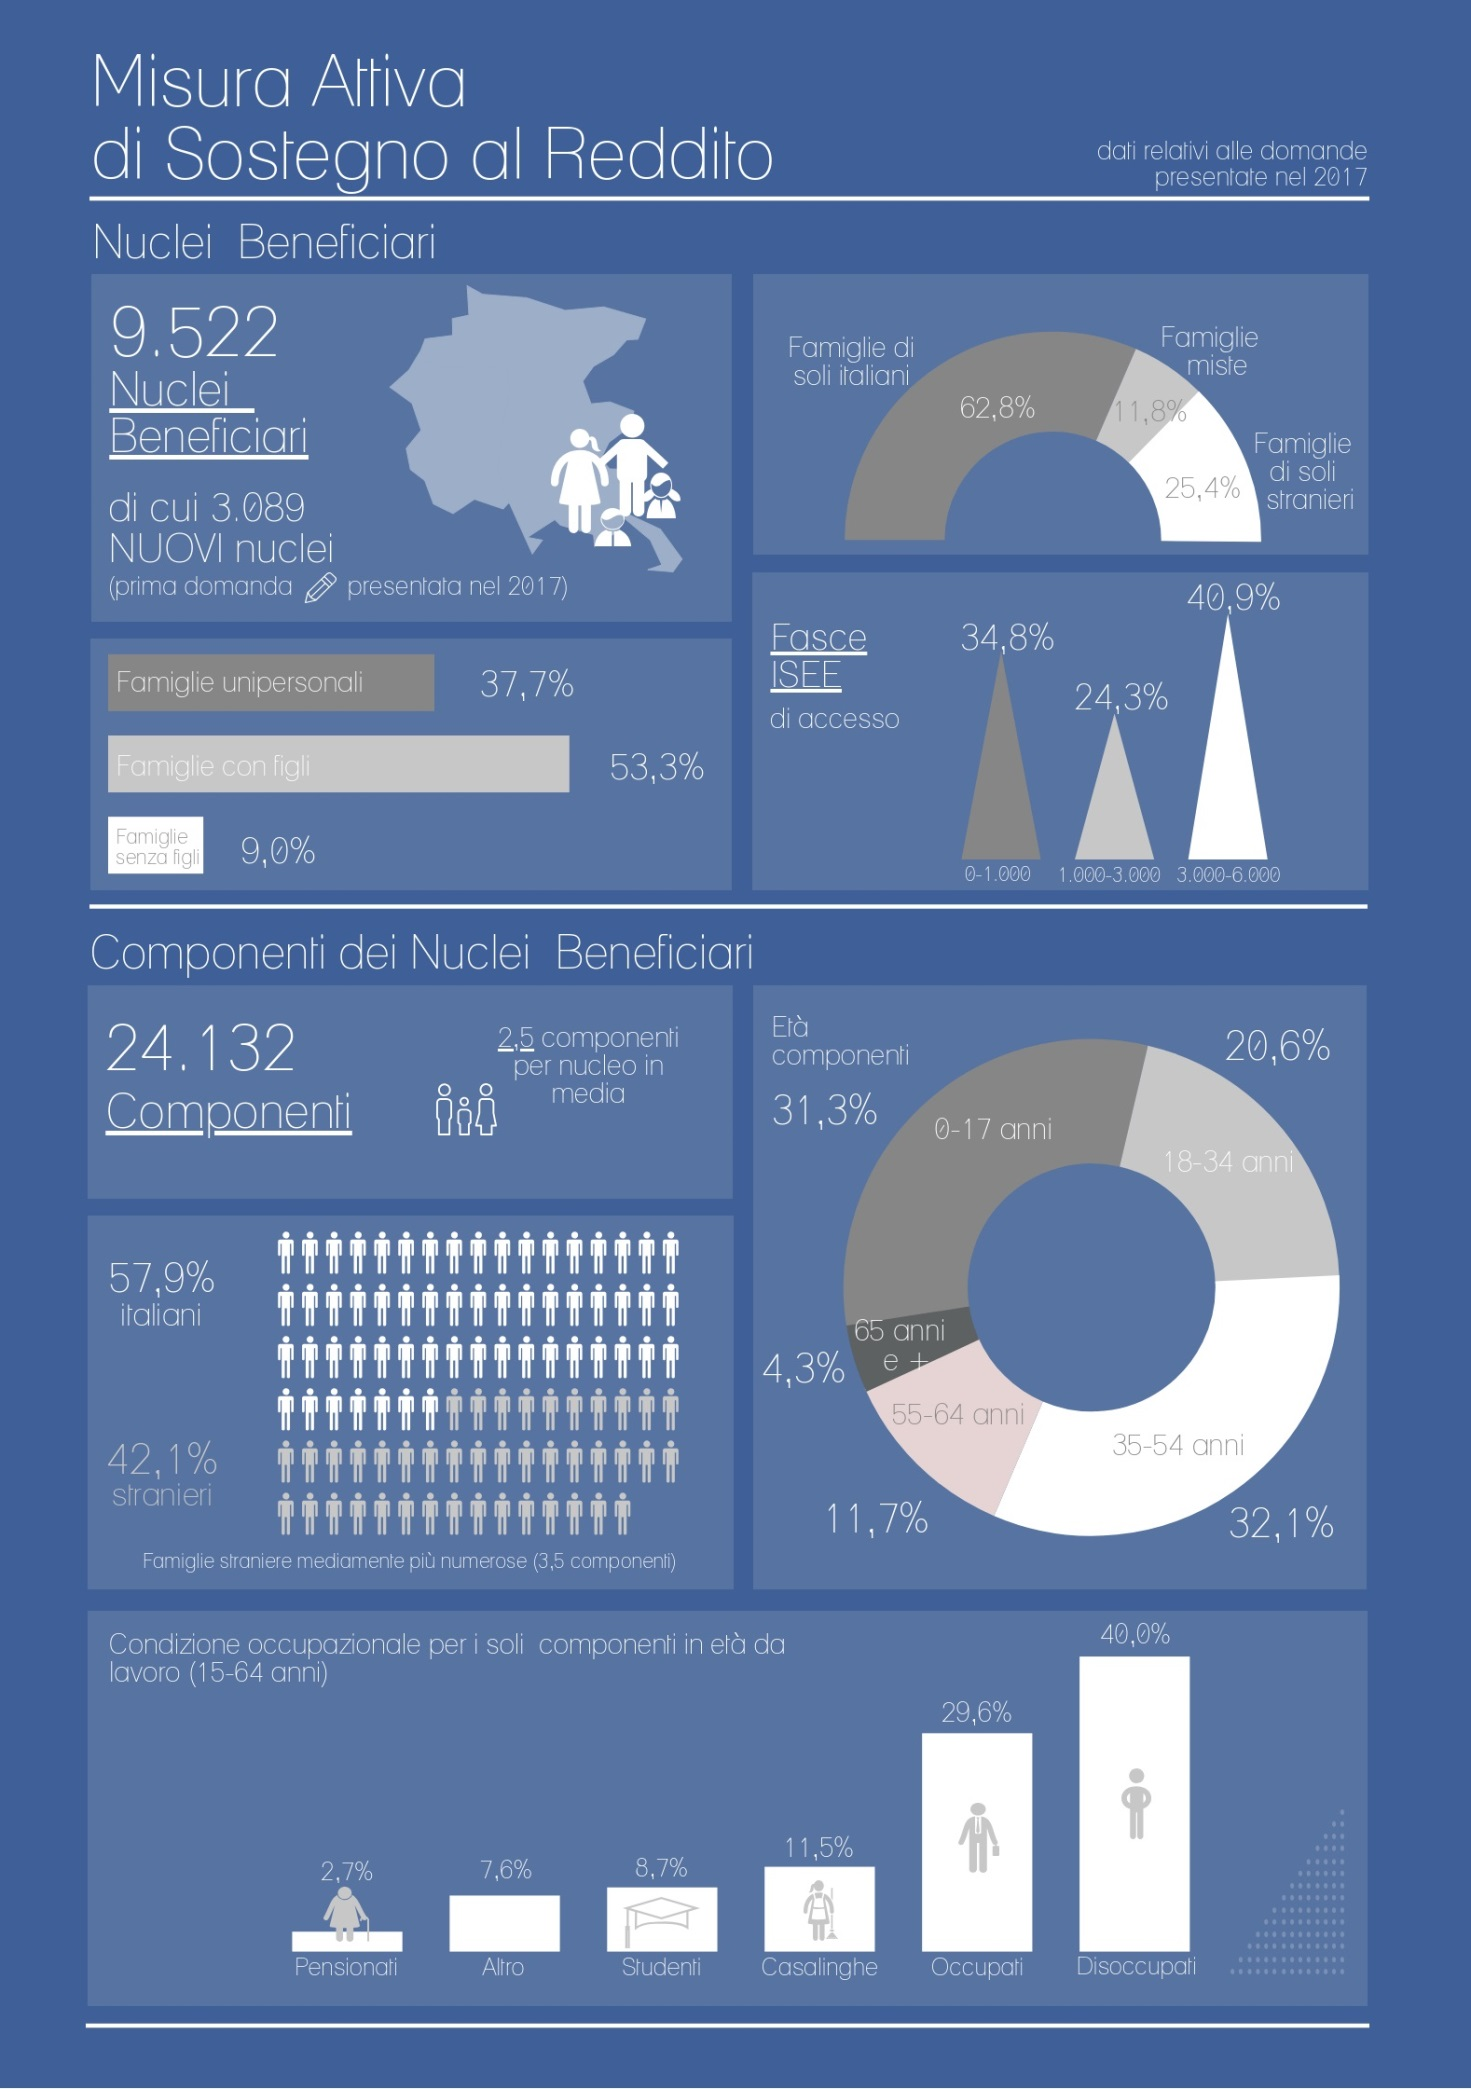 Misura Attiva
di Sostegno al Reddito
dati relativi alle domande
presentate nel 2017
Nuclei Beneficiari
9.522
Nuclei
Beneficiari
di cui 3.089
NUOVI nuclei
(prima domanda presentata nel 2017)
Famiglie di
soli italiani
62,8%
Famiglie
miste
11,8%
Famiglie
di soli
stranieri
25,4%
Famiglie unipersonali 37,7%
Famiglie con figli 53,3%
Famiglie
senza figli
9,0%
Fasce
ISEE
di accesso
34,8%
24,3%
40,9%
0-1.000 1.000-3.000 3.000-6.000
Componenti dei Nuclei Beneficiari
24.132
Componenti
2,5 componenti
per nucleo in
media
57,9%
italiani
42,1%
stranieri
Famiglie straniere mediamente più numerose (3,5 componenti)
Età
componenti
31,3%
0-17 anni
20,6%
18-34 anni
65 anni
e +
4,3%
55-64 anni
11,7%
35-54 anni
32,1%
Condizione occupazionale per i soli componenti in età da
lavoro (15-64 anni)
2,7%
7,6%
8,7%
11,5%
29,6%
40,0%
Pensionati Altro Studenti Casalinghe Occupati Disoccupati